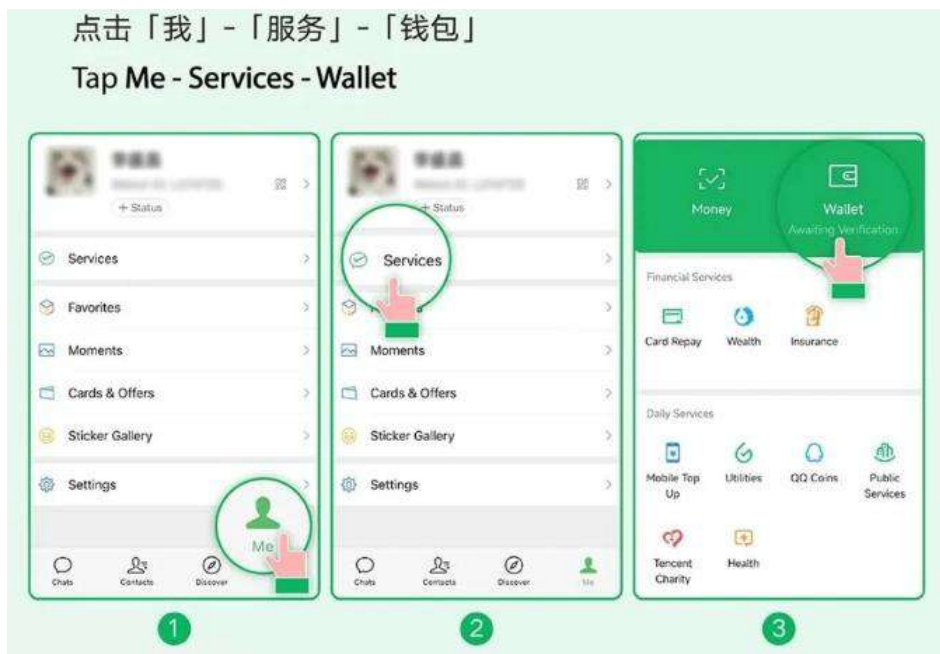 点击「我」-「服务」-「钱包」
Tap Me - Services - Wallet
+ Status
Services
Favorites
Moments
Cards & Offers
Sticker Gallery
Settings
Me
Chats
Contacts
Discover
1
+ Status
Services
Moments
Cards & Offers
Sticker Gallery
Settings
Chats
Contacts
Discover
Me
2
Money
Wallet
Awaiting Verification
Financial Services
Card Repay
Wealth
Insurance
Daily Services
Mobile Top Up
Utilities
QQ Coins
Public Services
Tencent Charity
Health
3